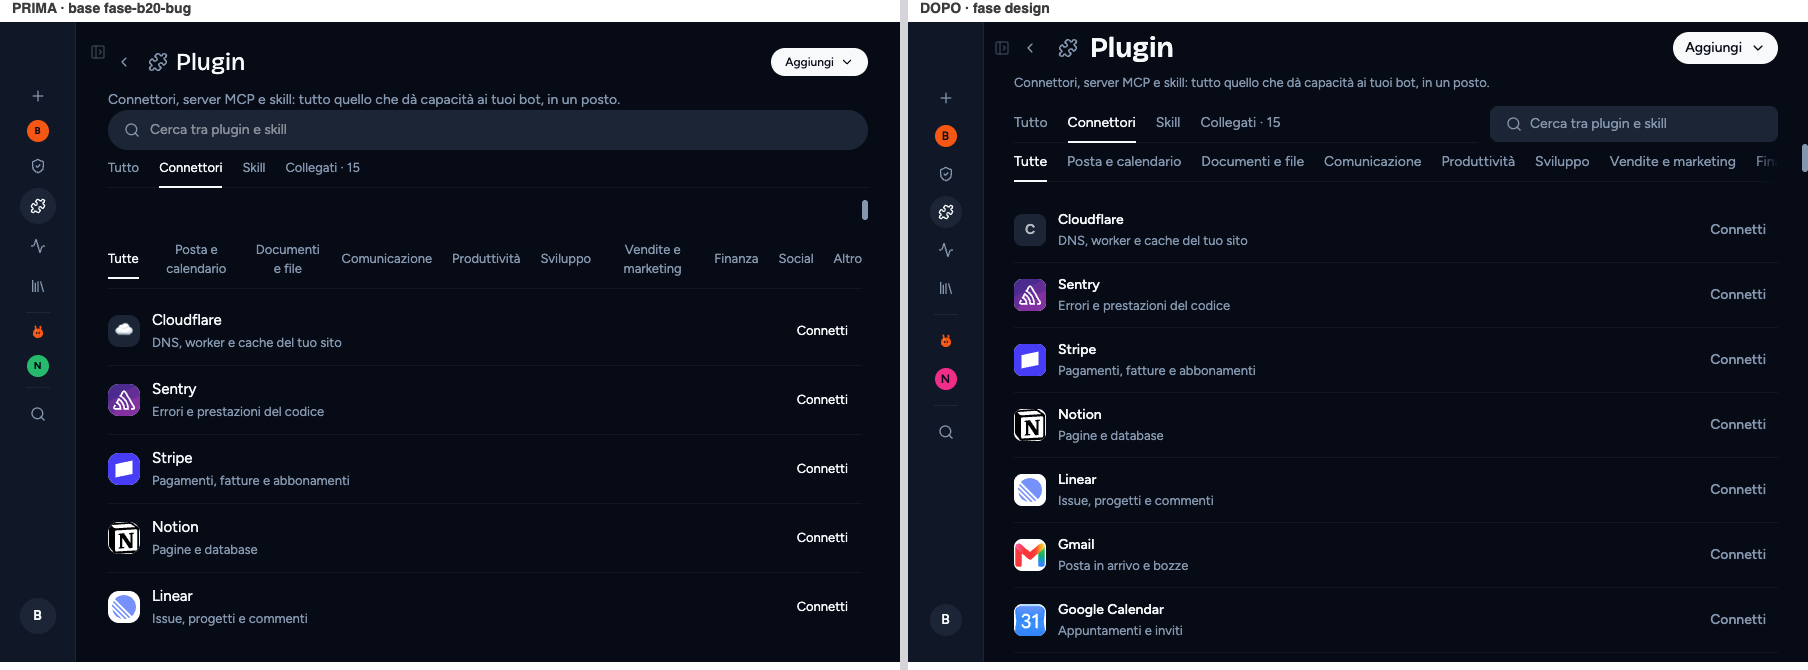 PRIMA · base fase-b20-bug
Plugin
Aggiungi
Connettori, server MCP e skill: tutto quello che dà capacità ai tuoi bot, in un posto.
Cerca tra plugin e skill
Tutto Connettori Skill Collegati · 15
Tutte Posta e calendario Documenti e file Comunicazione Produttività Sviluppo Vendite e marketing Finanza Social Altro
Cloudflare
DNS, worker e cache del tuo sito
Connetti
Sentry
Errori e prestazioni del codice
Connetti
Stripe
Pagamenti, fatture e abbonamenti
Connetti
N
Notion
Pagine e database
Connetti
Linear
Issue, progetti e commenti
Connetti
B
N
B
DOPO · fase design
Plugin
Aggiungi
Connettori, server MCP e skill: tutto quello che dà capacità ai tuoi bot, in un posto.
Tutto Connettori Skill Collegati · 15
Cerca tra plugin e skill
Tutte Posta e calendario Documenti e file Comunicazione Produttività Sviluppo Vendite e marketing Fin
C
Cloudflare
DNS, worker e cache del tuo sito
Connetti
Sentry
Errori e prestazioni del codice
Connetti
Stripe
Pagamenti, fatture e abbonamenti
Connetti
N
Notion
Pagine e database
Connetti
Linear
Issue, progetti e commenti
Connetti
Gmail
Posta in arrivo e bozze
Connetti
31
Google Calendar
Appuntamenti e inviti
Connetti
B
N
B